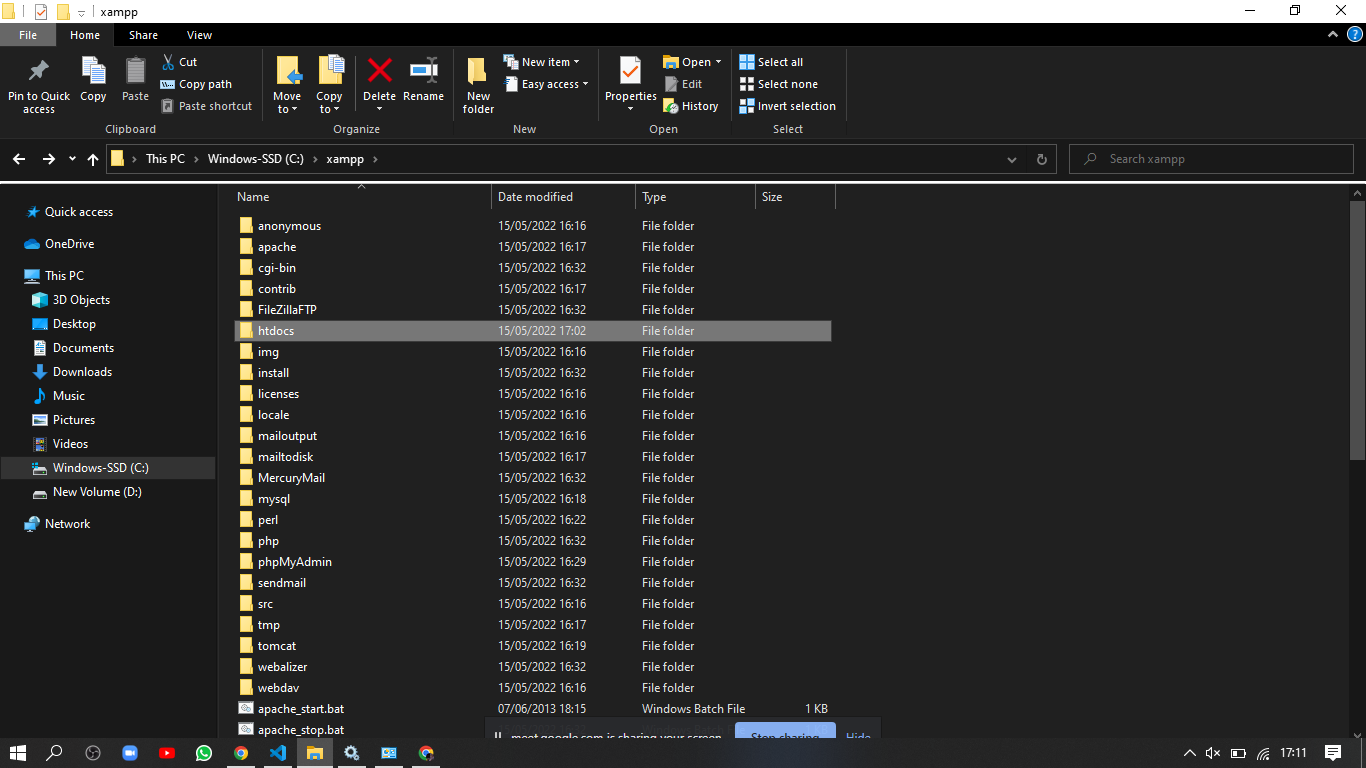 xampp
File Home Share View
Pin to Quick access
Copy
Paste
Cut
Copy path
Paste shortcut
Clipboard
Move to
Copy to
Delete
Rename
Organize
New folder
New item
Easy access
New
Properties
Open
Edit
History
Open
Select all
Select none
Invert selection
Select
This PC > Windows-SSD (C:) > xampp >
Search xampp
Quick access
OneDrive
This PC
3D Objects
Desktop
Documents
Downloads
Music
Pictures
Videos
Windows-SSD (C:)
New Volume (D:)
Network
Name Date modified Type Size
anonymous 15/05/2022 16:16 File folder
apache 15/05/2022 16:17 File folder
cgi-bin 15/05/2022 16:32 File folder
contrib 15/05/2022 16:17 File folder
FileZillaFTP 15/05/2022 16:32 File folder
htdocs 15/05/2022 17:02 File folder
img 15/05/2022 16:16 File folder
install 15/05/2022 16:32 File folder
licenses 15/05/2022 16:16 File folder
locale 15/05/2022 16:16 File folder
mailoutput 15/05/2022 16:16 File folder
mailtodisk 15/05/2022 16:17 File folder
MercuryMail 15/05/2022 16:32 File folder
mysql 15/05/2022 16:18 File folder
perl 15/05/2022 16:22 File folder
php 15/05/2022 16:32 File folder
phpMyAdmin 15/05/2022 16:29 File folder
sendmail 15/05/2022 16:32 File folder
src 15/05/2022 16:16 File folder
tmp 15/05/2022 16:17 File folder
tomcat 15/05/2022 16:19 File folder
webalizer 15/05/2022 16:32 File folder
webdav 15/05/2022 16:16 File folder
apache_start.bat 07/06/2013 18:15 Windows Batch File 1 KB
apache_stop.bat
meet.google.com is sharing your screen. Stop sharing Hide
17:11